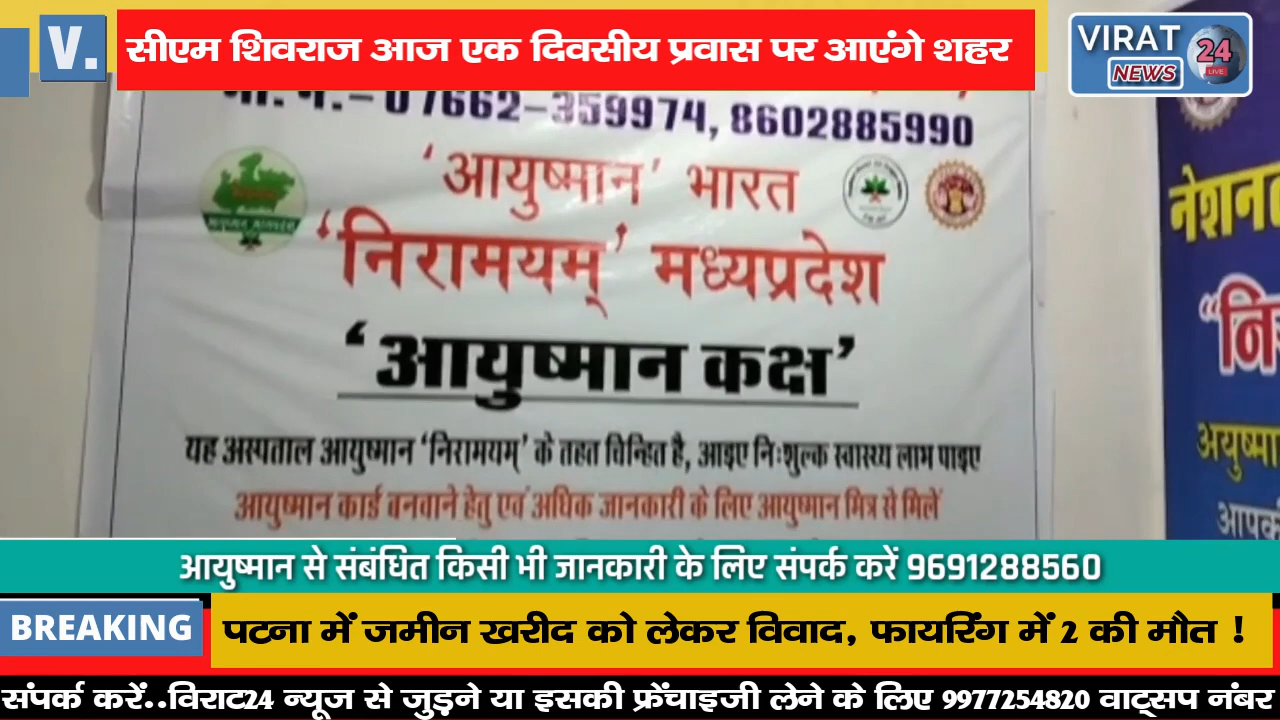 V.
सीएम शिवराज आज एक दिवसीय प्रवास पर आएंगे शहर
VIRAT
24
LIVE
NEWS
07662-359974, 8602885990
'आयुष्मान' भारत
'निरामयम्' मध्यप्रदेश
'आयुष्मान कक्ष'
यह अस्पताल आयुष्मान 'निरामयम्' के तहत चिन्हित है, आइए निःशुल्क स्वास्थ्य लाभ पाइए
आयुष्मान कार्ड बनवाने हेतु एवं अधिक जानकारी के लिए आयुष्मान मित्र से मिलें
आयुष्मान से संबंधित किसी भी जानकारी के लिए संपर्क करें 9691288560
BREAKING
पटना में जमीन खरीद को लेकर विवाद, फायरिंग में 2 की मौत !
संपर्क करें..विराट24 न्यूज से जुड़ने या इसकी फ्रेंचाइजी लेने के लिए 9977254820 वाट्सप नंबर